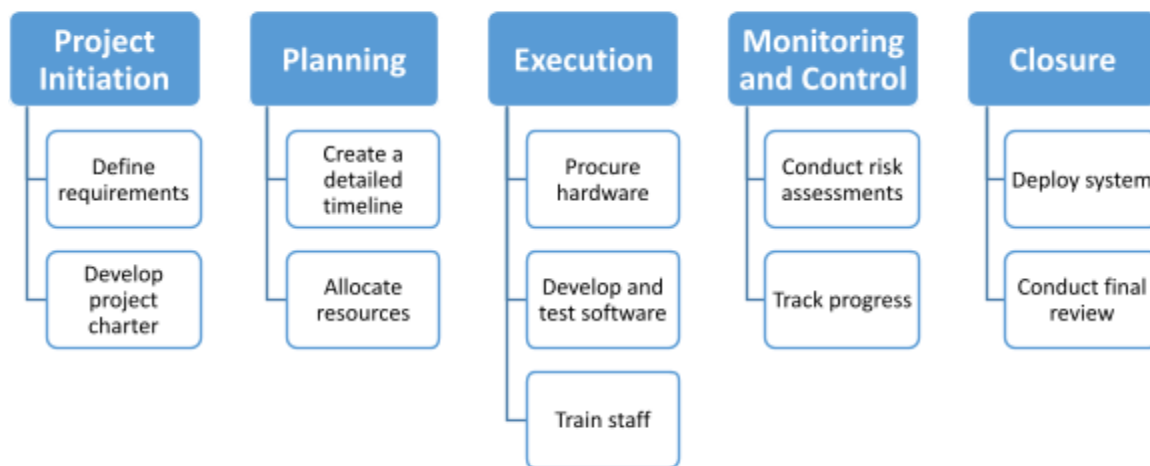 Project
Initiation
Define
requirements
Develop
project
charter
Planning
Create a
detailed
timeline
Allocate
resources
Execution
Procure
hardware
Develop and
test software
Train staff
Monitoring
and Control
Conduct risk
assessments
Track progress
Closure
Deploy system
Conduct final
review